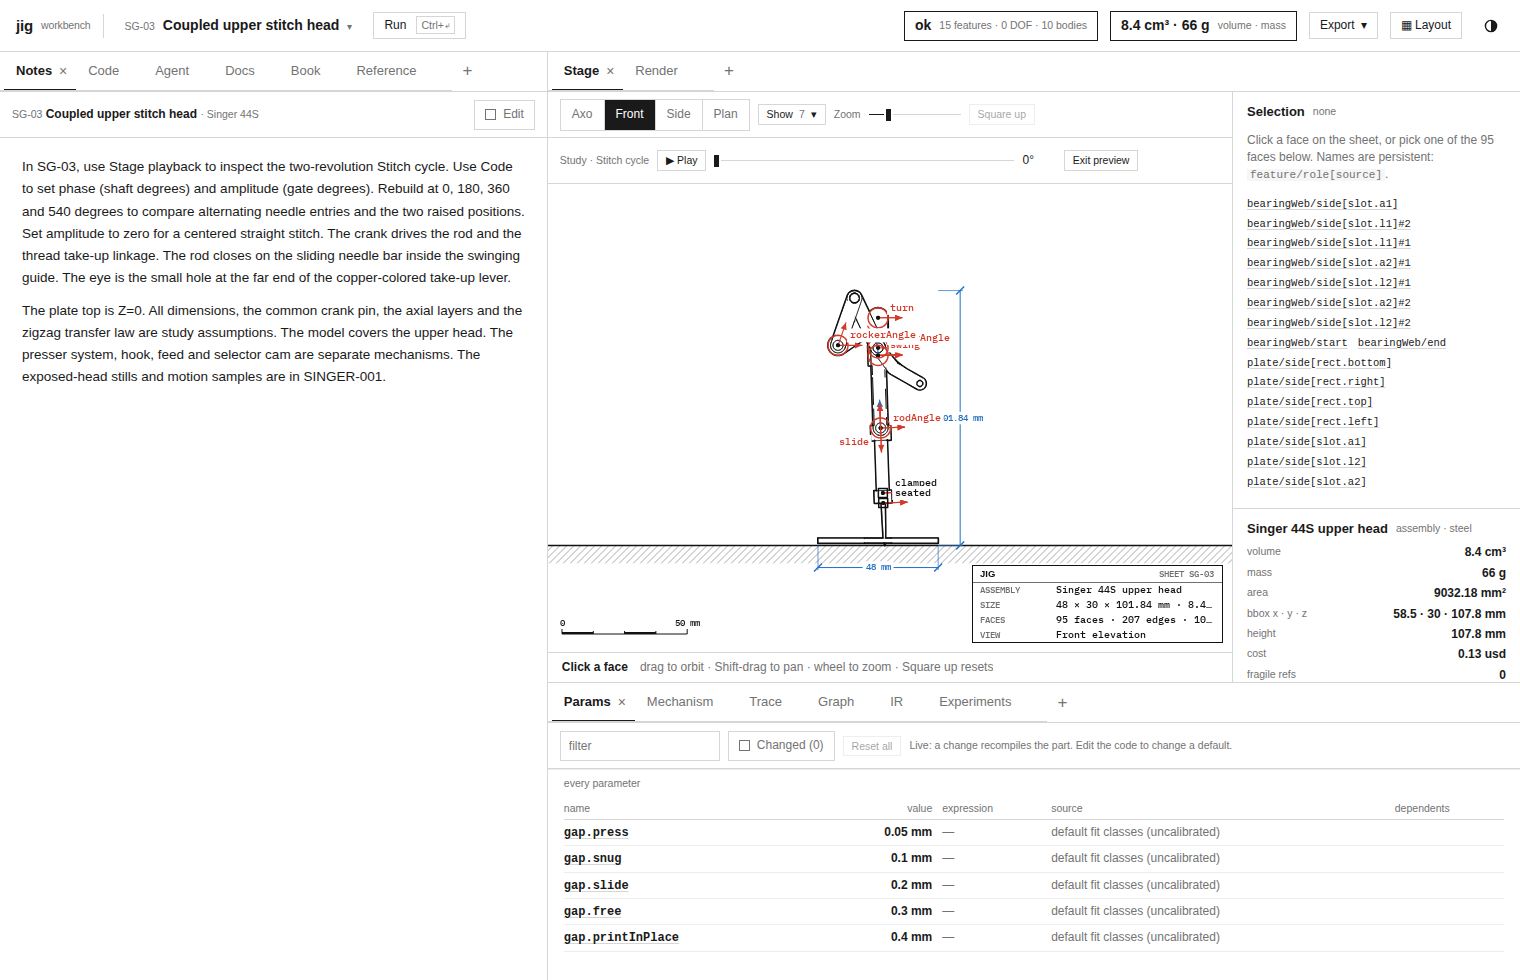 jig workbench SG-03 Coupled upper stitch head ▾ Run Ctrl+↵ ok 15 features · 0 DOF · 10 bodies 8.4 cm³ · 66 g volume · mass Export ▾ Layout
Notes × Code Agent Docs Book Reference +
Stage × Render +
SG-03 Coupled upper stitch head · Singer 44S Edit
Axo Front Side Plan Show 7 ▾ Zoom Square up
Study · Stitch cycle ▶ Play 0° Exit preview
In SG-03, use Stage playback to inspect the two-revolution Stitch cycle. Use Code
to set phase (shaft degrees) and amplitude (gate degrees). Rebuild at 0, 180, 360
and 540 degrees to compare alternating needle entries and the two raised positions.
Set amplitude to zero for a centered straight stitch. The crank drives the rod and the
thread take-up linkage. The rod closes on the sliding needle bar inside the swinging
guide. The eye is the small hole at the far end of the copper-colored take-up lever.
The plate top is Z=0. All dimensions, the common crank pin, the axial layers and the
zigzag transfer law are study assumptions. The model covers the upper head. The
presser system, hook, feed and selector cam are separate mechanisms. The
exposed-head stills and motion samples are in SINGER-001.
turn
rockerAngle Angle
swing
rodAngle 01.84 mm
slide
clamped
seated
48 mm
0 50 mm
JIG SHEET SG-03
ASSEMBLY Singer 44S upper head
SIZE 48 × 30 × 101.84 mm · 8.4…
FACES 95 faces · 207 edges · 10…
VIEW Front elevation
Click a face drag to orbit · Shift-drag to pan · wheel to zoom · Square up resets
Selection none
Click a face on the sheet, or pick one of the 95
faces below. Names are persistent:
feature/role[source] .
bearingWeb/side[slot.a1]
bearingWeb/side[slot.l1]#2
bearingWeb/side[slot.l1]#1
bearingWeb/side[slot.a2]#1
bearingWeb/side[slot.l2]#1
bearingWeb/side[slot.a2]#2
bearingWeb/side[slot.l2]#2
bearingWeb/start bearingWeb/end
plate/side[rect.bottom]
plate/side[rect.right]
plate/side[rect.top]
plate/side[rect.left]
plate/side[slot.a1]
plate/side[slot.l2]
plate/side[slot.a2]
Singer 44S upper head assembly · steel
volume 8.4 cm³
mass 66 g
area 9032.18 mm²
bbox x · y · z 58.5 · 30 · 107.8 mm
height 107.8 mm
cost 0.13 usd
fragile refs 0
Params × Mechanism Trace Graph IR Experiments +
filter Changed (0) Reset all Live: a change recompiles the part. Edit the code to change a default.
every parameter
name value expression source dependents
gap.press 0.05 mm — default fit classes (uncalibrated)
gap.snug 0.1 mm — default fit classes (uncalibrated)
gap.slide 0.2 mm — default fit classes (uncalibrated)
gap.free 0.3 mm — default fit classes (uncalibrated)
gap.printInPlace 0.4 mm — default fit classes (uncalibrated)